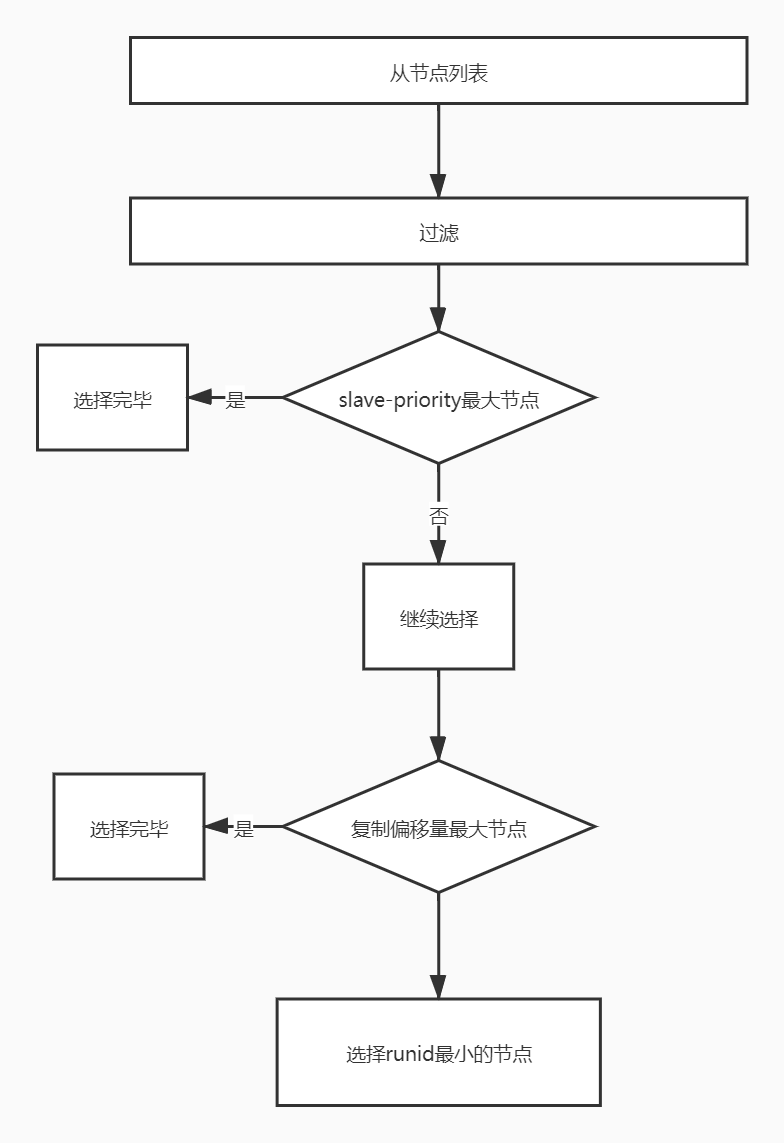 从节点列表
过滤
slave-priority最大节点
是
选择完毕
否
继续选择
复制偏移量最大节点
是
选择完毕
选择runid最小的节点